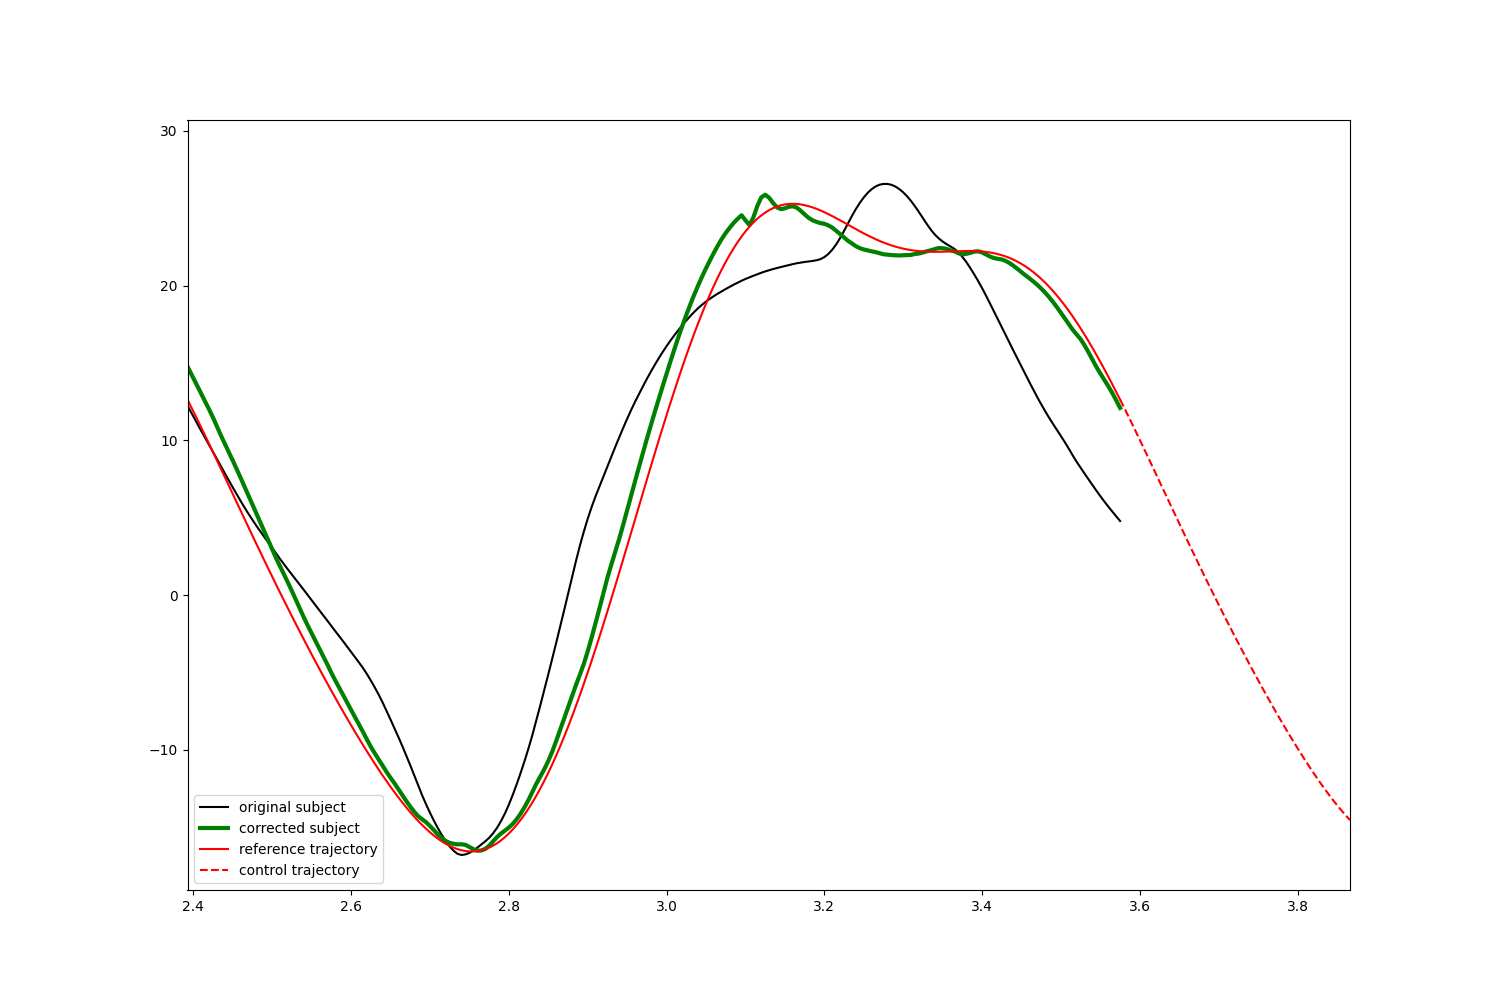 30
20
10
0
−10
original subject
corrected subject
reference trajectory
control trajectory
2.4 2.6 2.8 3.0 3.2 3.4 3.6 3.8